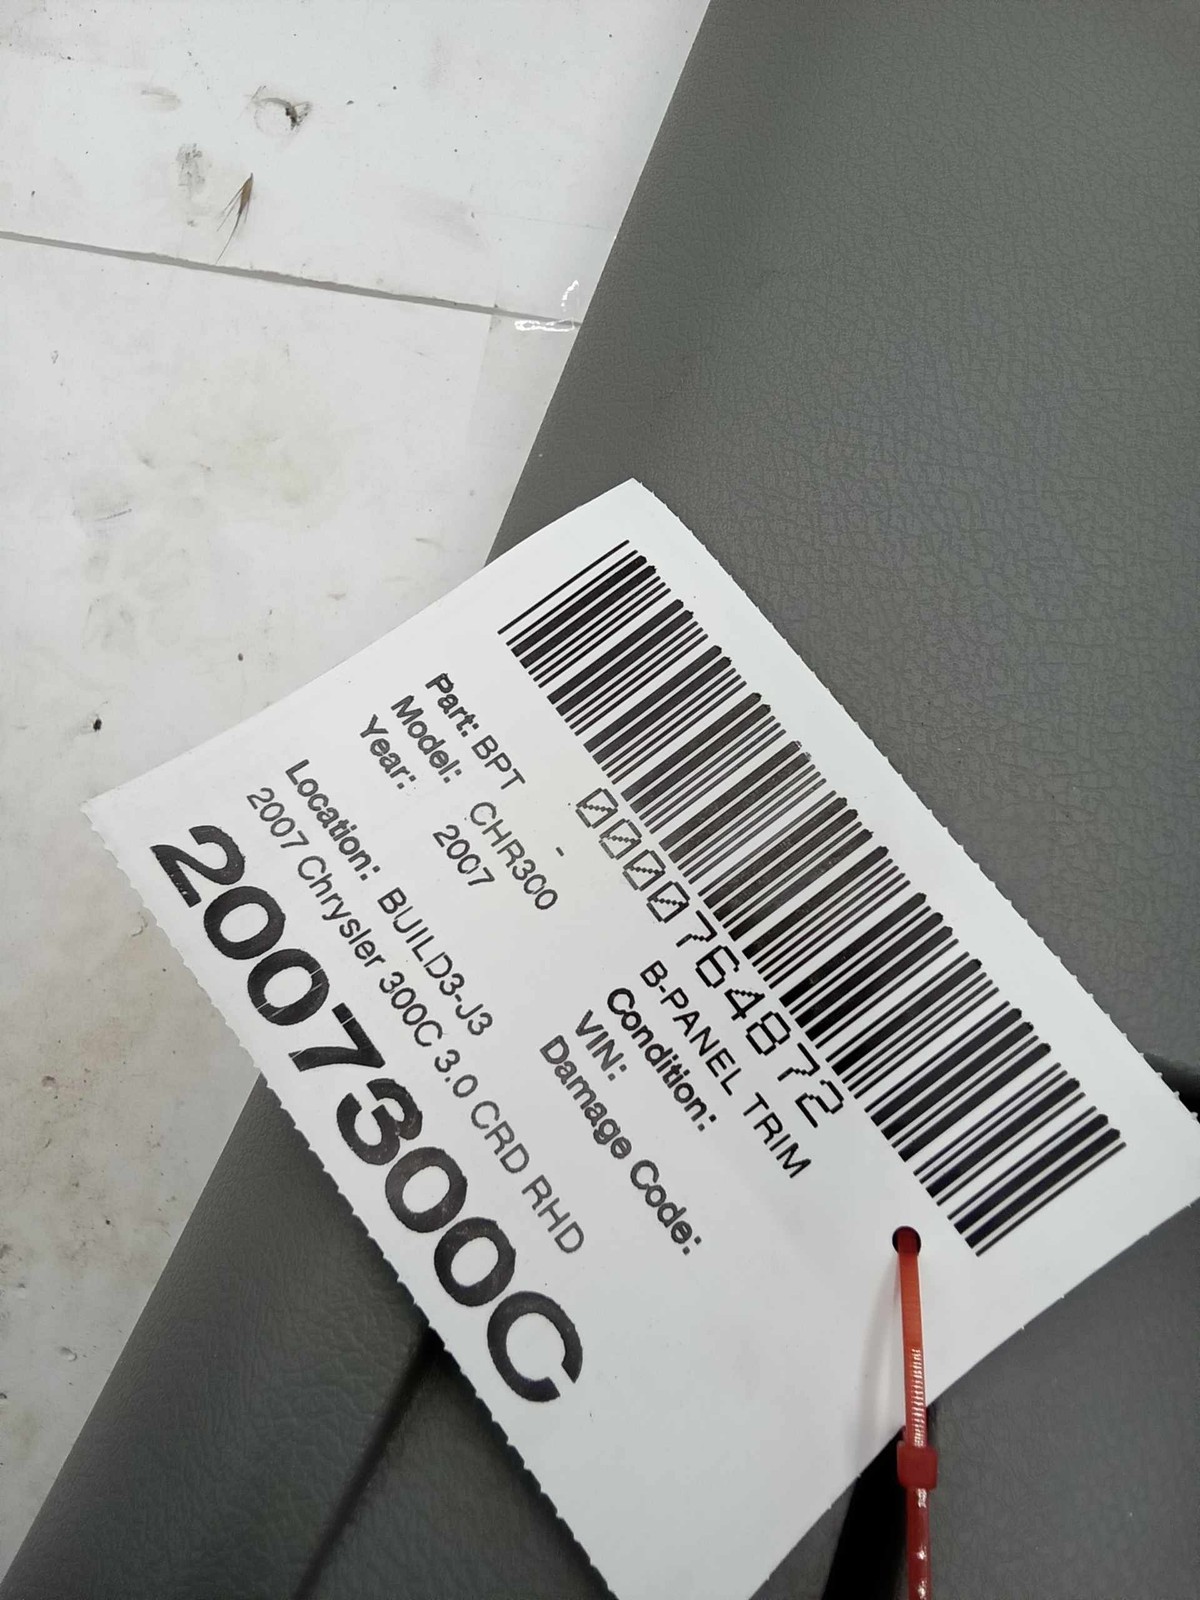 0000764872
Part: BPT - B-PANEL TRIM
Model: CHR300 Condition:
Year: 2007 VIN:
Damage Code:
Location: BUILD3-J3
2007 Chrysler 300C 3.0 CRD RHD
2007300C